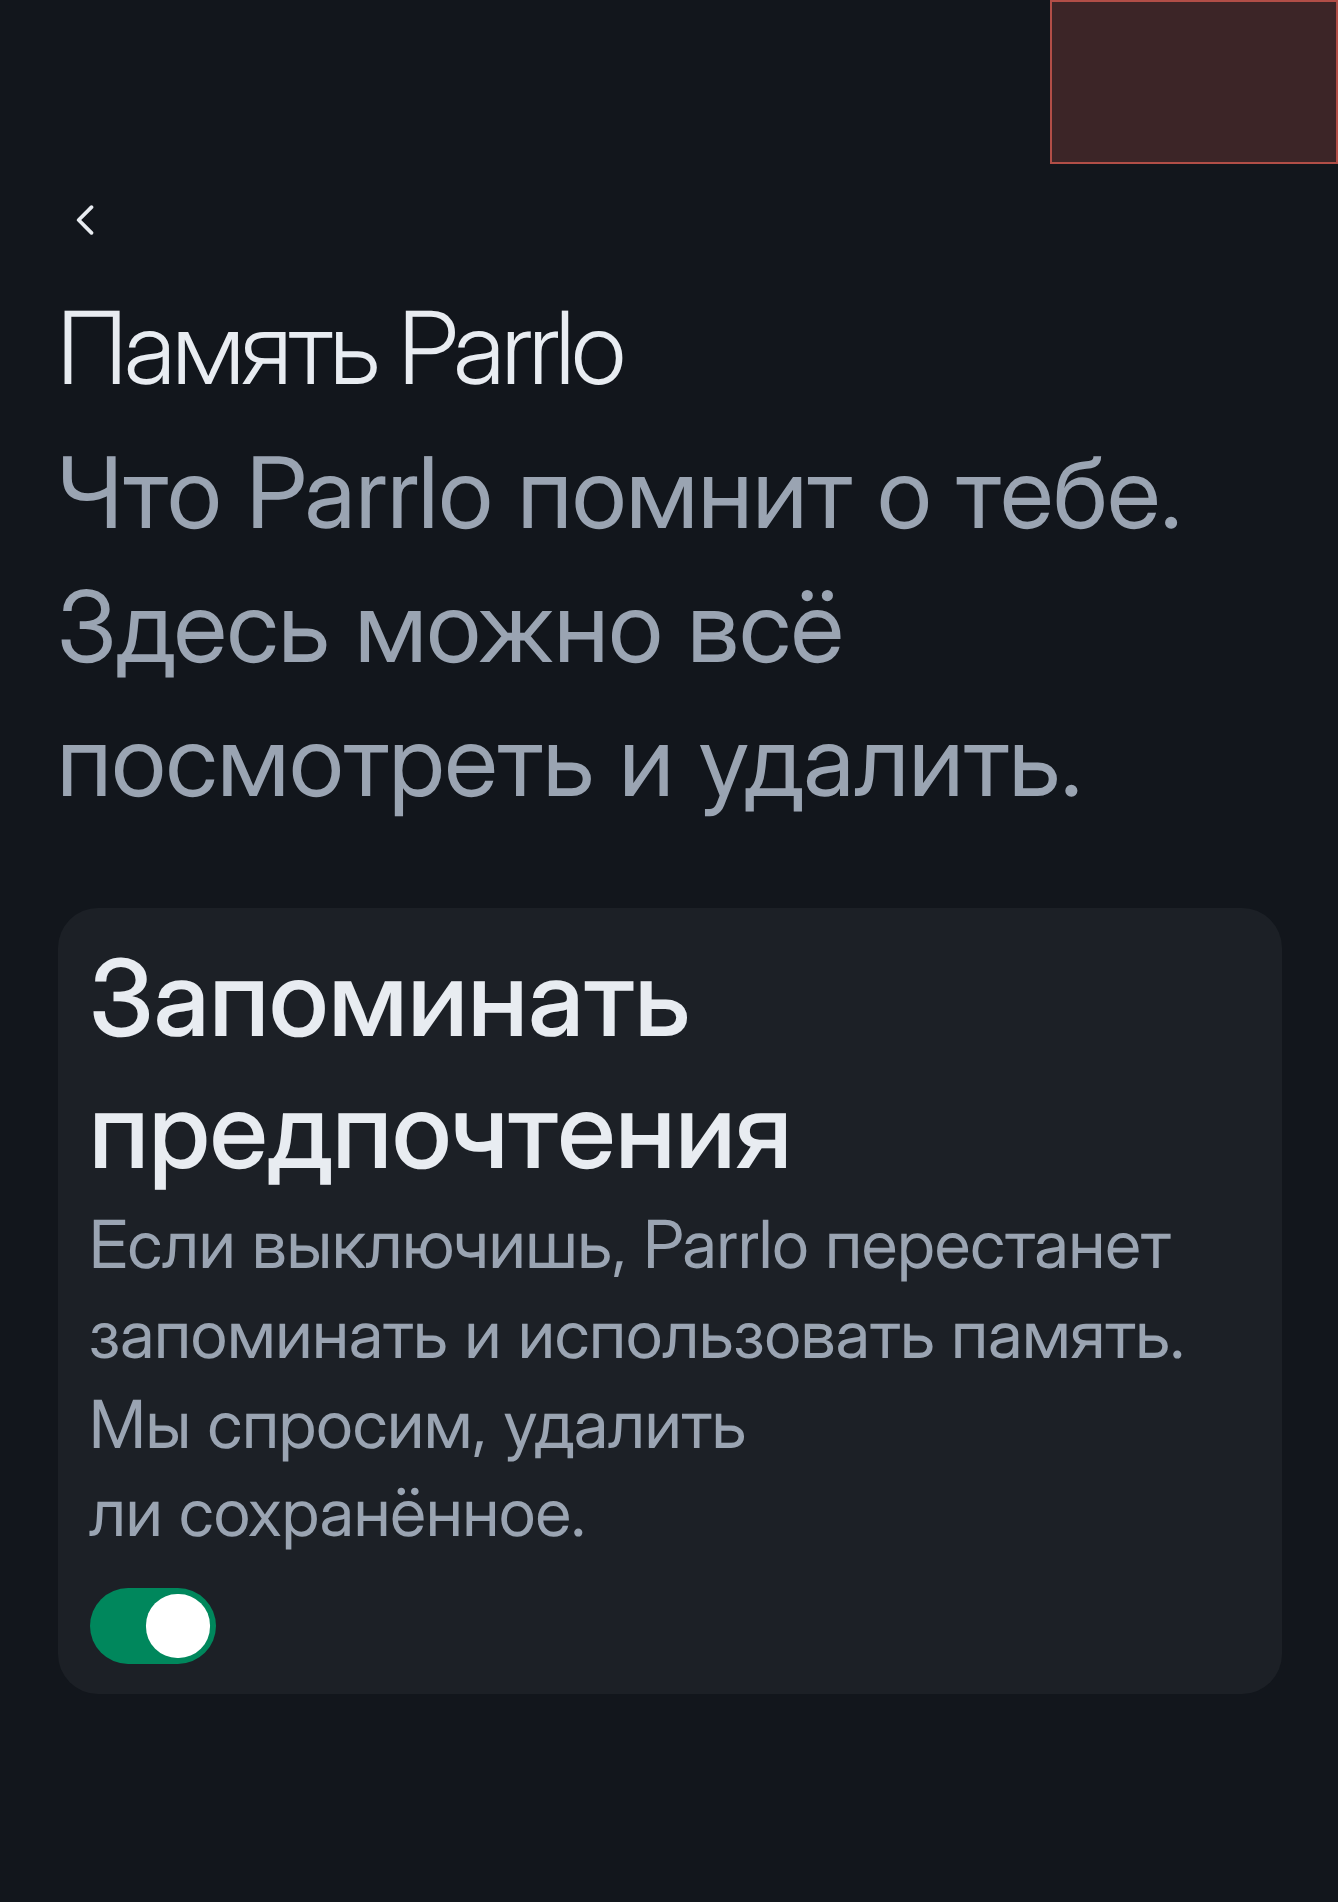 Память Parrlo
Что Parrlo помнит о тебе.
Здесь можно всё
посмотреть и удалить.
Запоминать
предпочтения
Если выключишь, Parrlo перестанет
запоминать и использовать память.
Мы спросим, удалить
ли сохранённое.